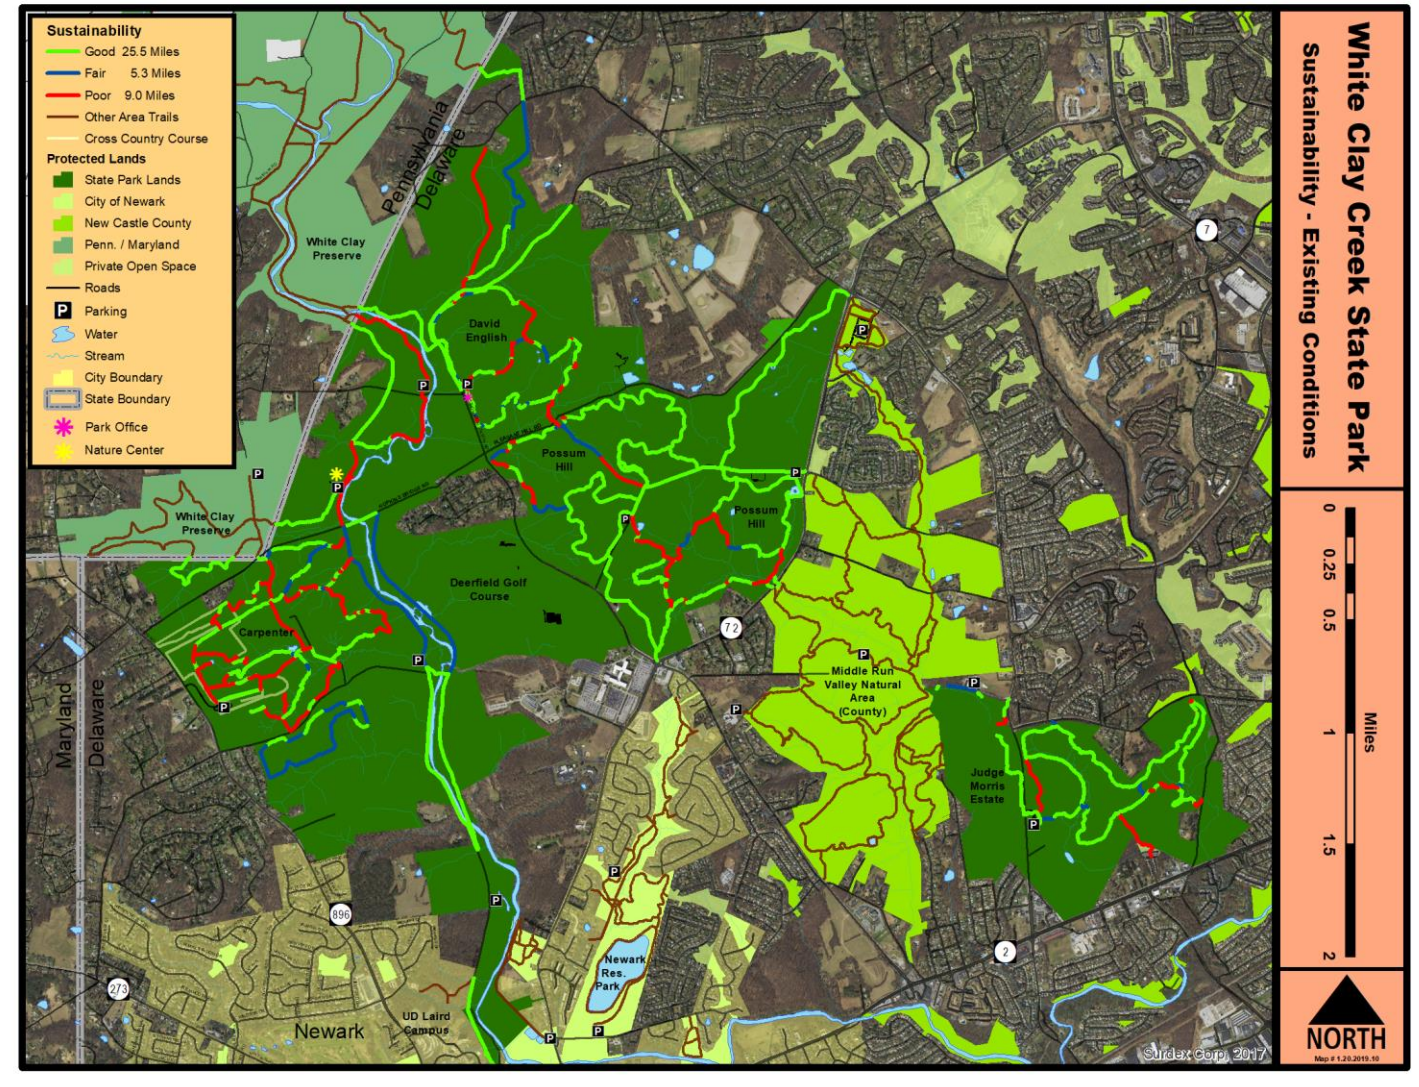 Sustainability
Good 25.5 Miles
Fair 5.3 Miles
Poor 9.0 Miles
Other Area Trails
Cross Country Course
Protected Lands
State Park Lands
City of Newark
New Castle County
Penn. / Maryland
Private Open Space
Roads
P Parking
Water
Stream
City Boundary
State Boundary
Park Office
Nature Center
Pennsylvania
Delaware
White Clay
Preserve
7
David
English
P
P
P
Possum
Hill
P
P
P
White Clay
Preserve
P
Possum
Hill
P
Deerfield Golf
Course
72
Carpenter
P
P
P
Middle Run
Valley Natural
Area
(County)
P
P
Maryland
Delaware
Judge
Morris
Estate
P
P
P
896
2
273
Newark
Res.
Park
Newark
UD Laird
Campus
P
P
Surdex Corp, 2017
White Clay Creek State Park
Sustainability - Existing Conditions
0
0.25
0.5
1
1.5
2
Miles
NORTH
Map # 1.20.2019.10